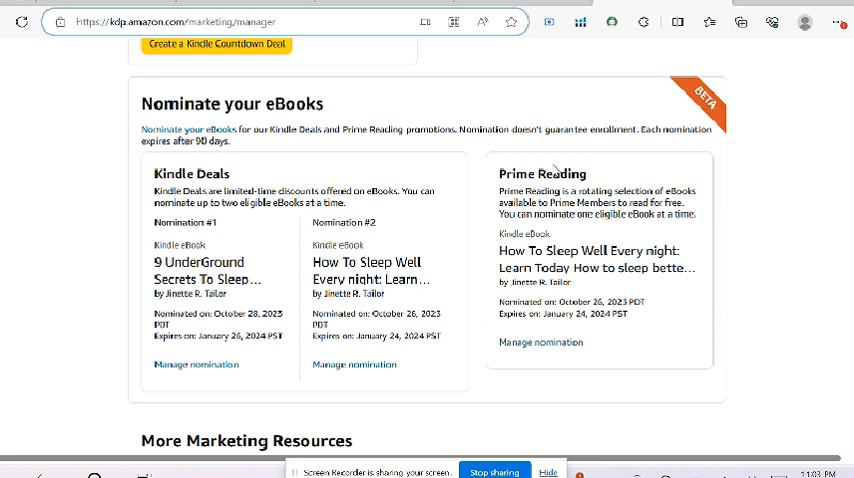 https://kdp.amazon.com/marketing/manager
Create a Kindle Countdown Deal
BETA
Nominate your eBooks
Nominate your eBooks for our Kindle Deals and Prime Reading promotions. Nomination doesn't guarantee enrollment. Each nomination
expires after 90 days.
Kindle Deals
Kindle Deals are limited-time discounts offered on eBooks. You can
nominate up to two eligible eBooks at a time.
Nomination #1
Kindle eBook
9 UnderGround
Secrets To Sleep...
by Jinette R. Tailor
Nominated on: October 28, 2023
PDT
Expires on: January 26, 2024 PST
Manage nomination
Nomination #2
Kindle eBook
How To Sleep Well
Every night: Learn...
by Jinette R. Tailor
Nominated on: October 26, 2023
PDT
Expires on: January 24, 2024 PST
Manage nomination
Prime Reading
Prime Reading is a rotating selection of eBooks
available to Prime Members to read for free.
You can nominate one eligible eBook at a time.
Kindle eBook
How To Sleep Well Every night:
Learn Today How to sleep bette...
by Jinette R. Tailor
Nominated on: October 26, 2023 PDT
Expires on: January 24, 2024 PST
Manage nomination
More Marketing Resources
Screen Recorder is sharing your screen.
Stop sharing
Hide
11:03 PM